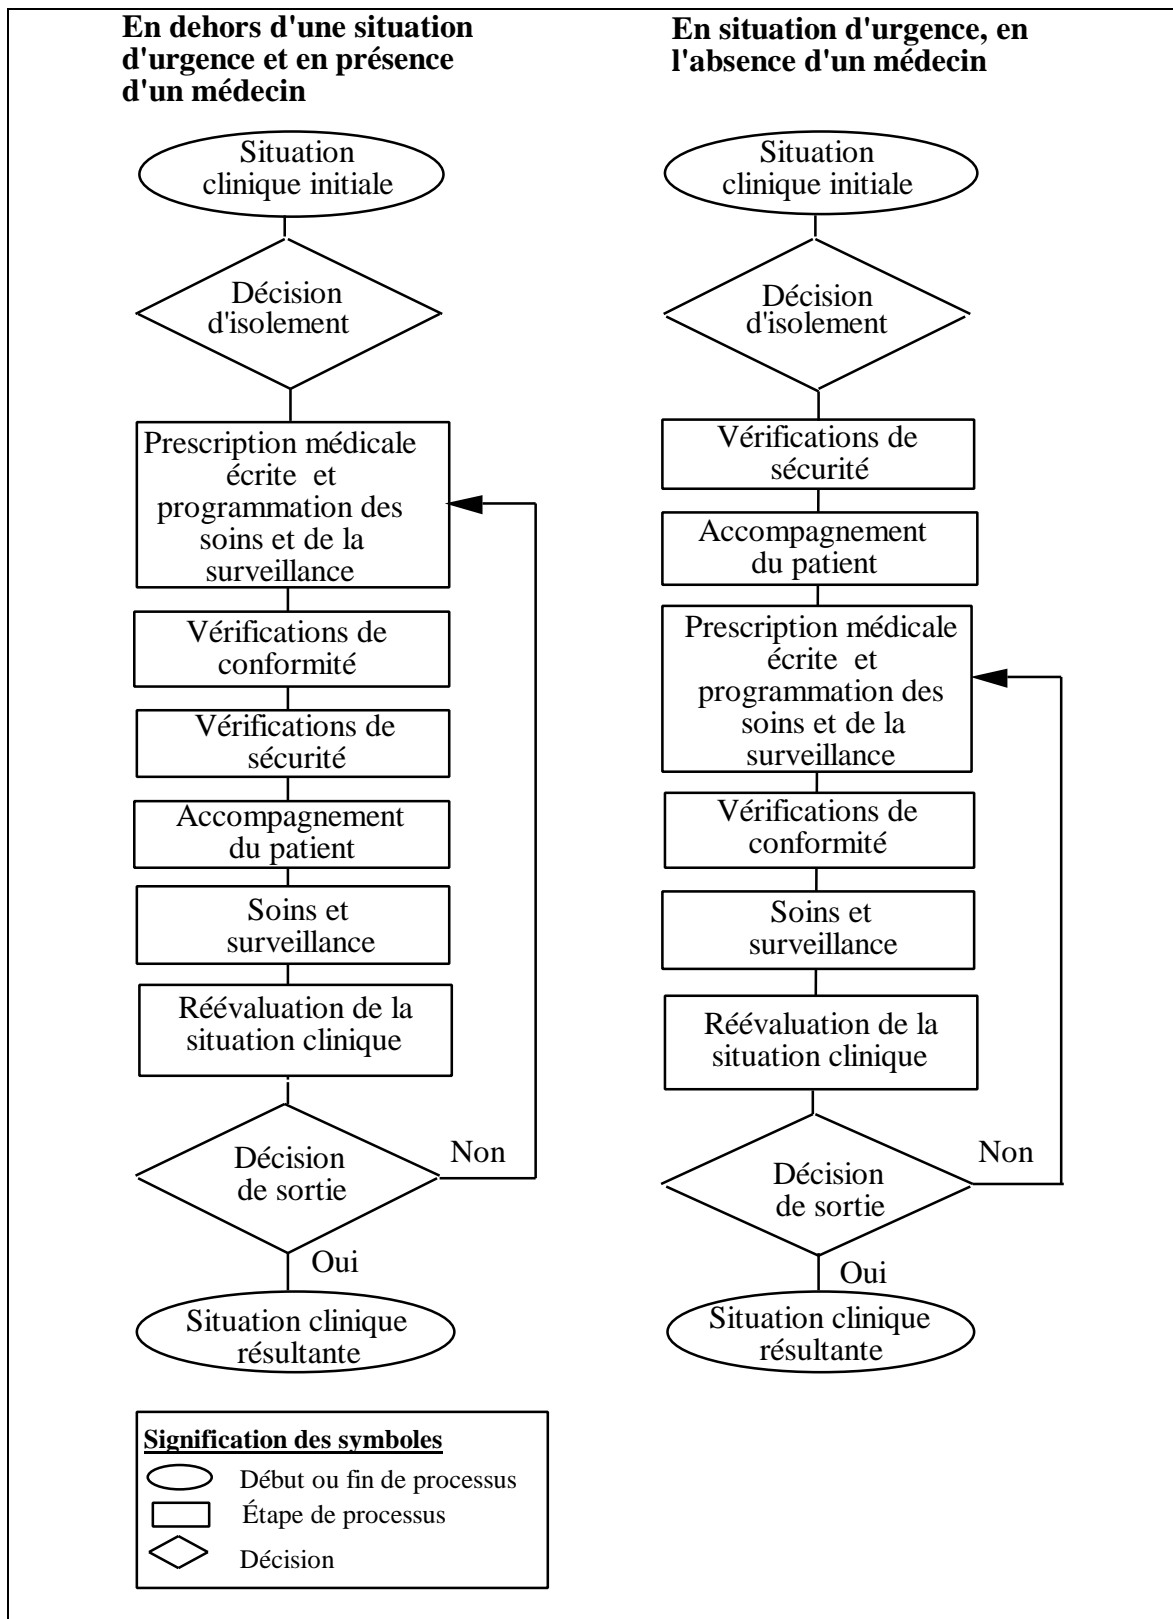 En dehors d'une situation
d'urgence et en présence
d'un médecin
Situation
clinique initiale
Décision
d'isolement
Prescription médicale
écrite et
programmation des
soins et de la
surveillance
Vérifications de
conformité
Vérifications de
sécurité
Accompagnement
du patient
Soins et
surveillance
Réévaluation de la
situation clinique
Décision
de sortie
Non
Oui
Situation clinique
résultante
En situation d'urgence, en
l'absence d'un médecin
Situation
clinique initiale
Décision
d'isolement
Vérifications de
sécurité
Accompagnement
du patient
Prescription médicale
écrite et
programmation des
soins et de la
surveillance
Vérifications de
conformité
Soins et
surveillance
Réévaluation de la
situation clinique
Décision
de sortie
Non
Oui
Situation clinique
résultante
Signification des symboles
Début ou fin de processus
Étape de processus
Décision